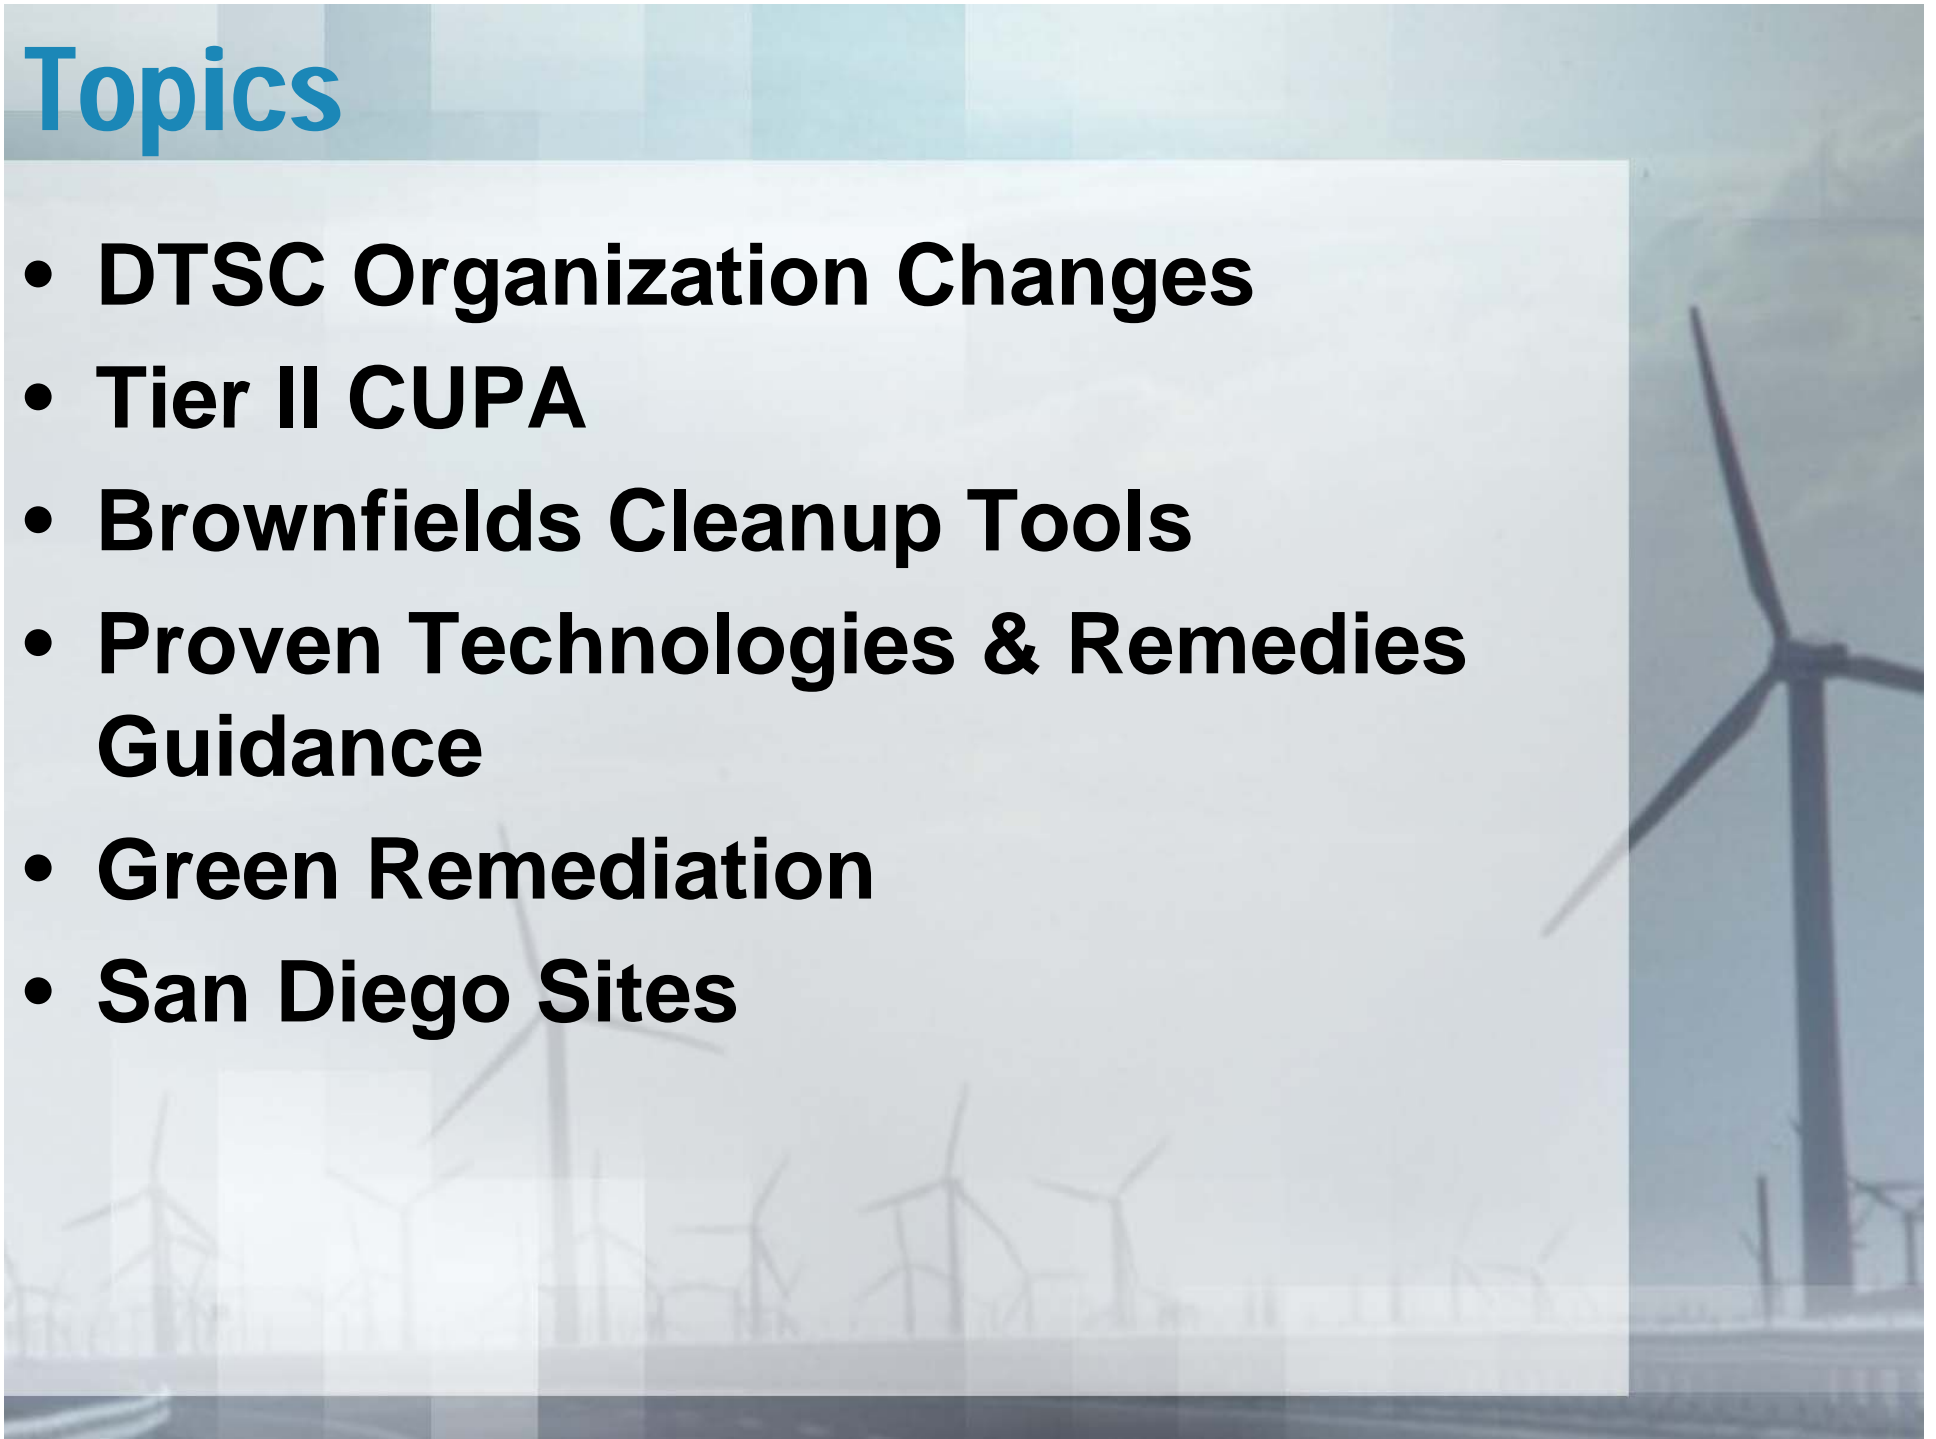 Topics
• DTSC Organization Changes
• Tier II CUPA
• Brownfields Cleanup Tools
• Proven Technologies & Remedies
Guidance
• Green Remediation
• San Diego Sites